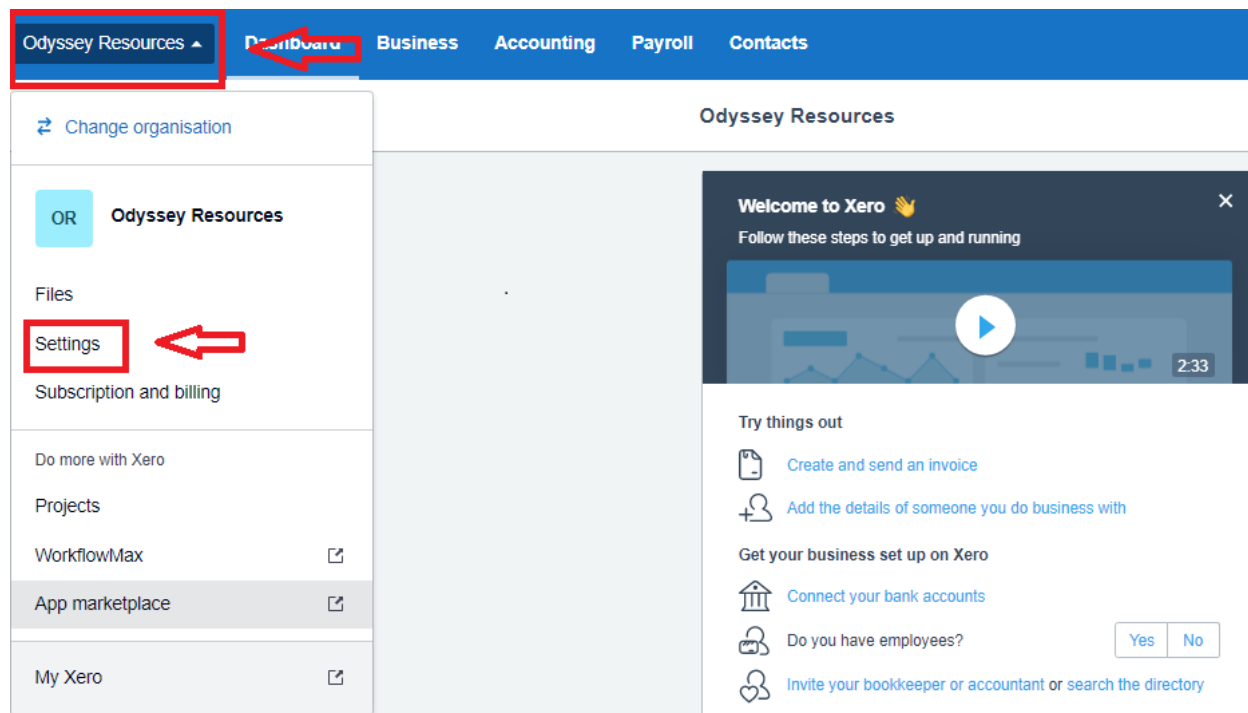 Odyssey Resources Dashboard Business Accounting Payroll Contacts
Change organisation
OR Odyssey Resources
Files
Settings
Subscription and billing
Do more with Xero
Projects
WorkflowMax
App marketplace
My Xero
Odyssey Resources
Welcome to Xero 👋
Follow these steps to get up and running
2:33
Try things out
Create and send an invoice
Add the details of someone you do business with
Get your business set up on Xero
Connect your bank accounts
Do you have employees? Yes No
Invite your bookkeeper or accountant or search the directory